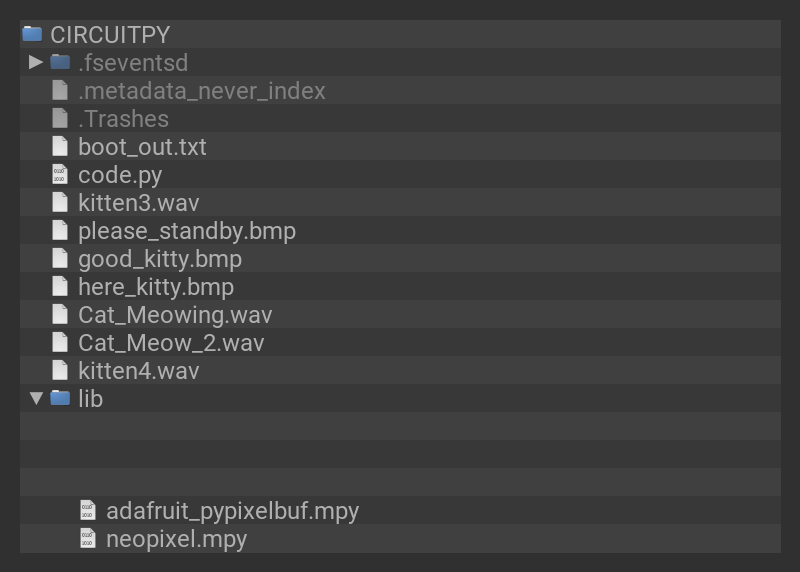 CIRCUITPY
.fseventsd
.metadata_never_index
.Trashes
boot_out.txt
code.py
kitten3.wav
please_standby.bmp
good_kitty.bmp
here_kitty.bmp
Cat_Meowing.wav
Cat_Meow_2.wav
kitten4.wav
lib
adafruit_pypixelbuf.mpy
neopixel.mpy